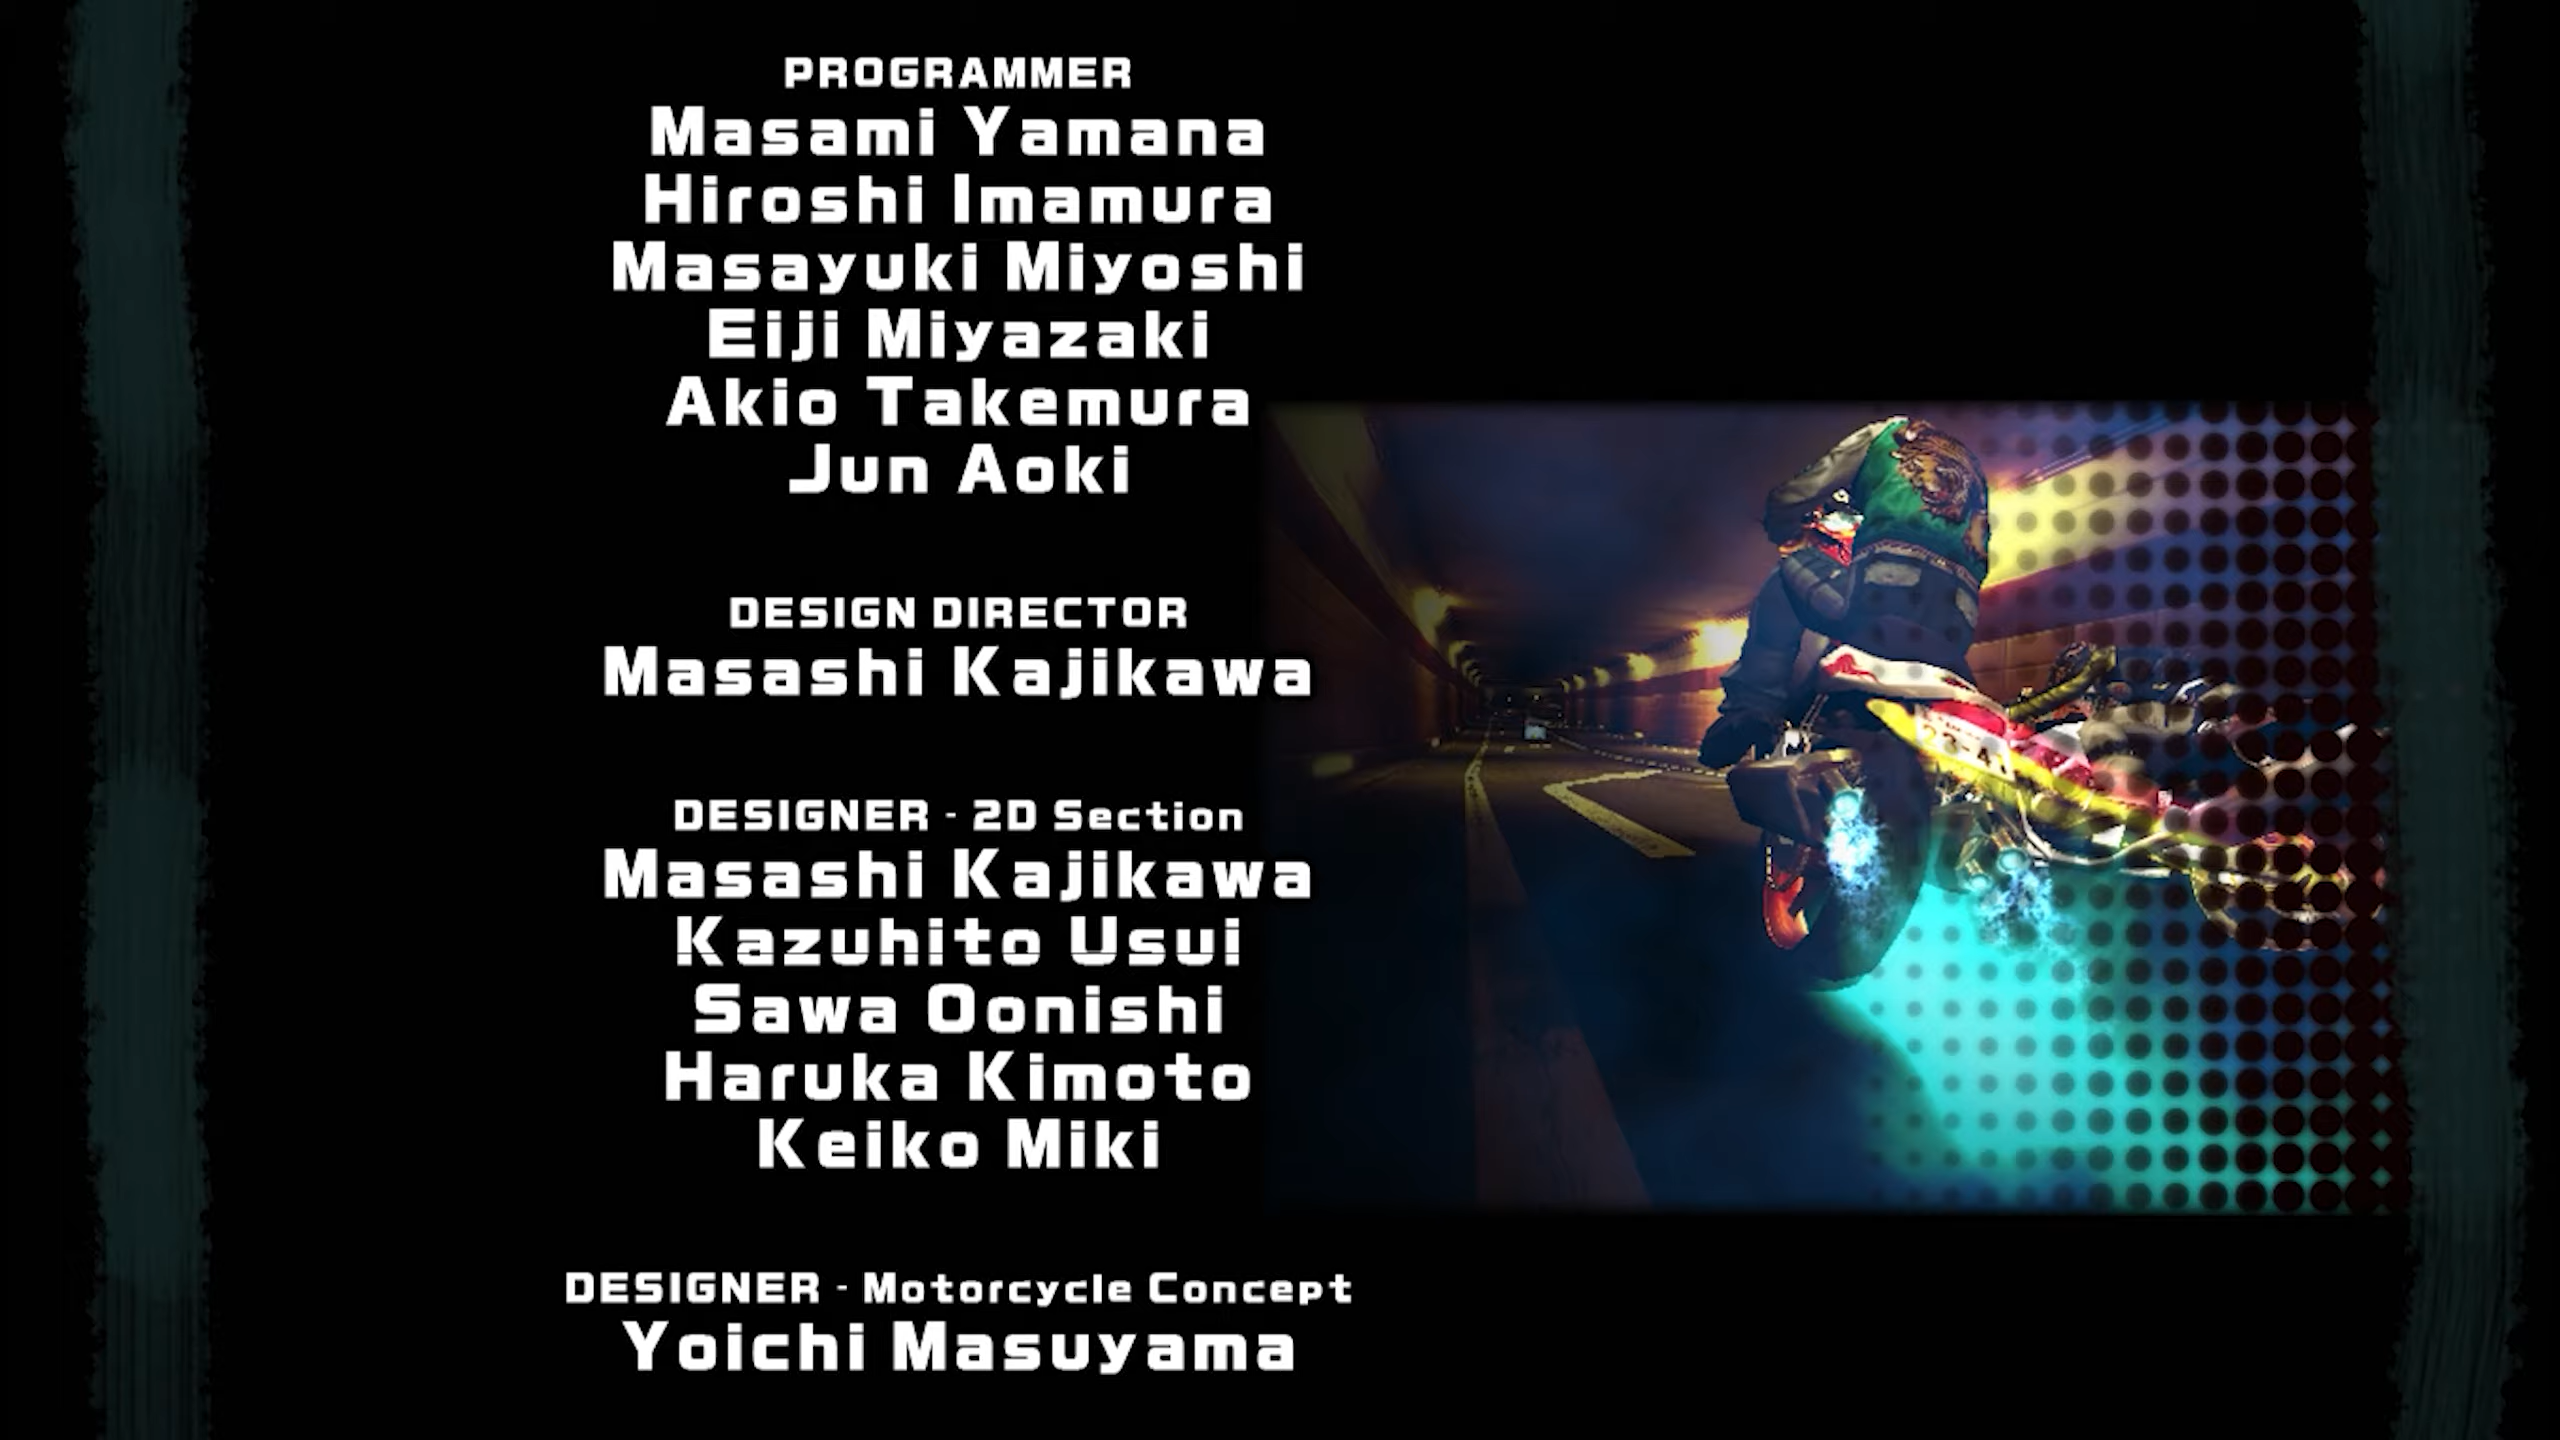 PROGRAMMER
Masami Yamana
Hiroshi Imamura
Masayuki Miyoshi
Eiji Miyazaki
Akio Takemura
Jun Aoki
DESIGN DIRECTOR
Masashi Kajikawa
DESIGNER - 2D Section
Masashi Kajikawa
Kazuhito Usui
Sawa Oonishi
Haruka Kimoto
Keiko Miki
DESIGNER - Motorcycle Concept
Yoichi Masuyama